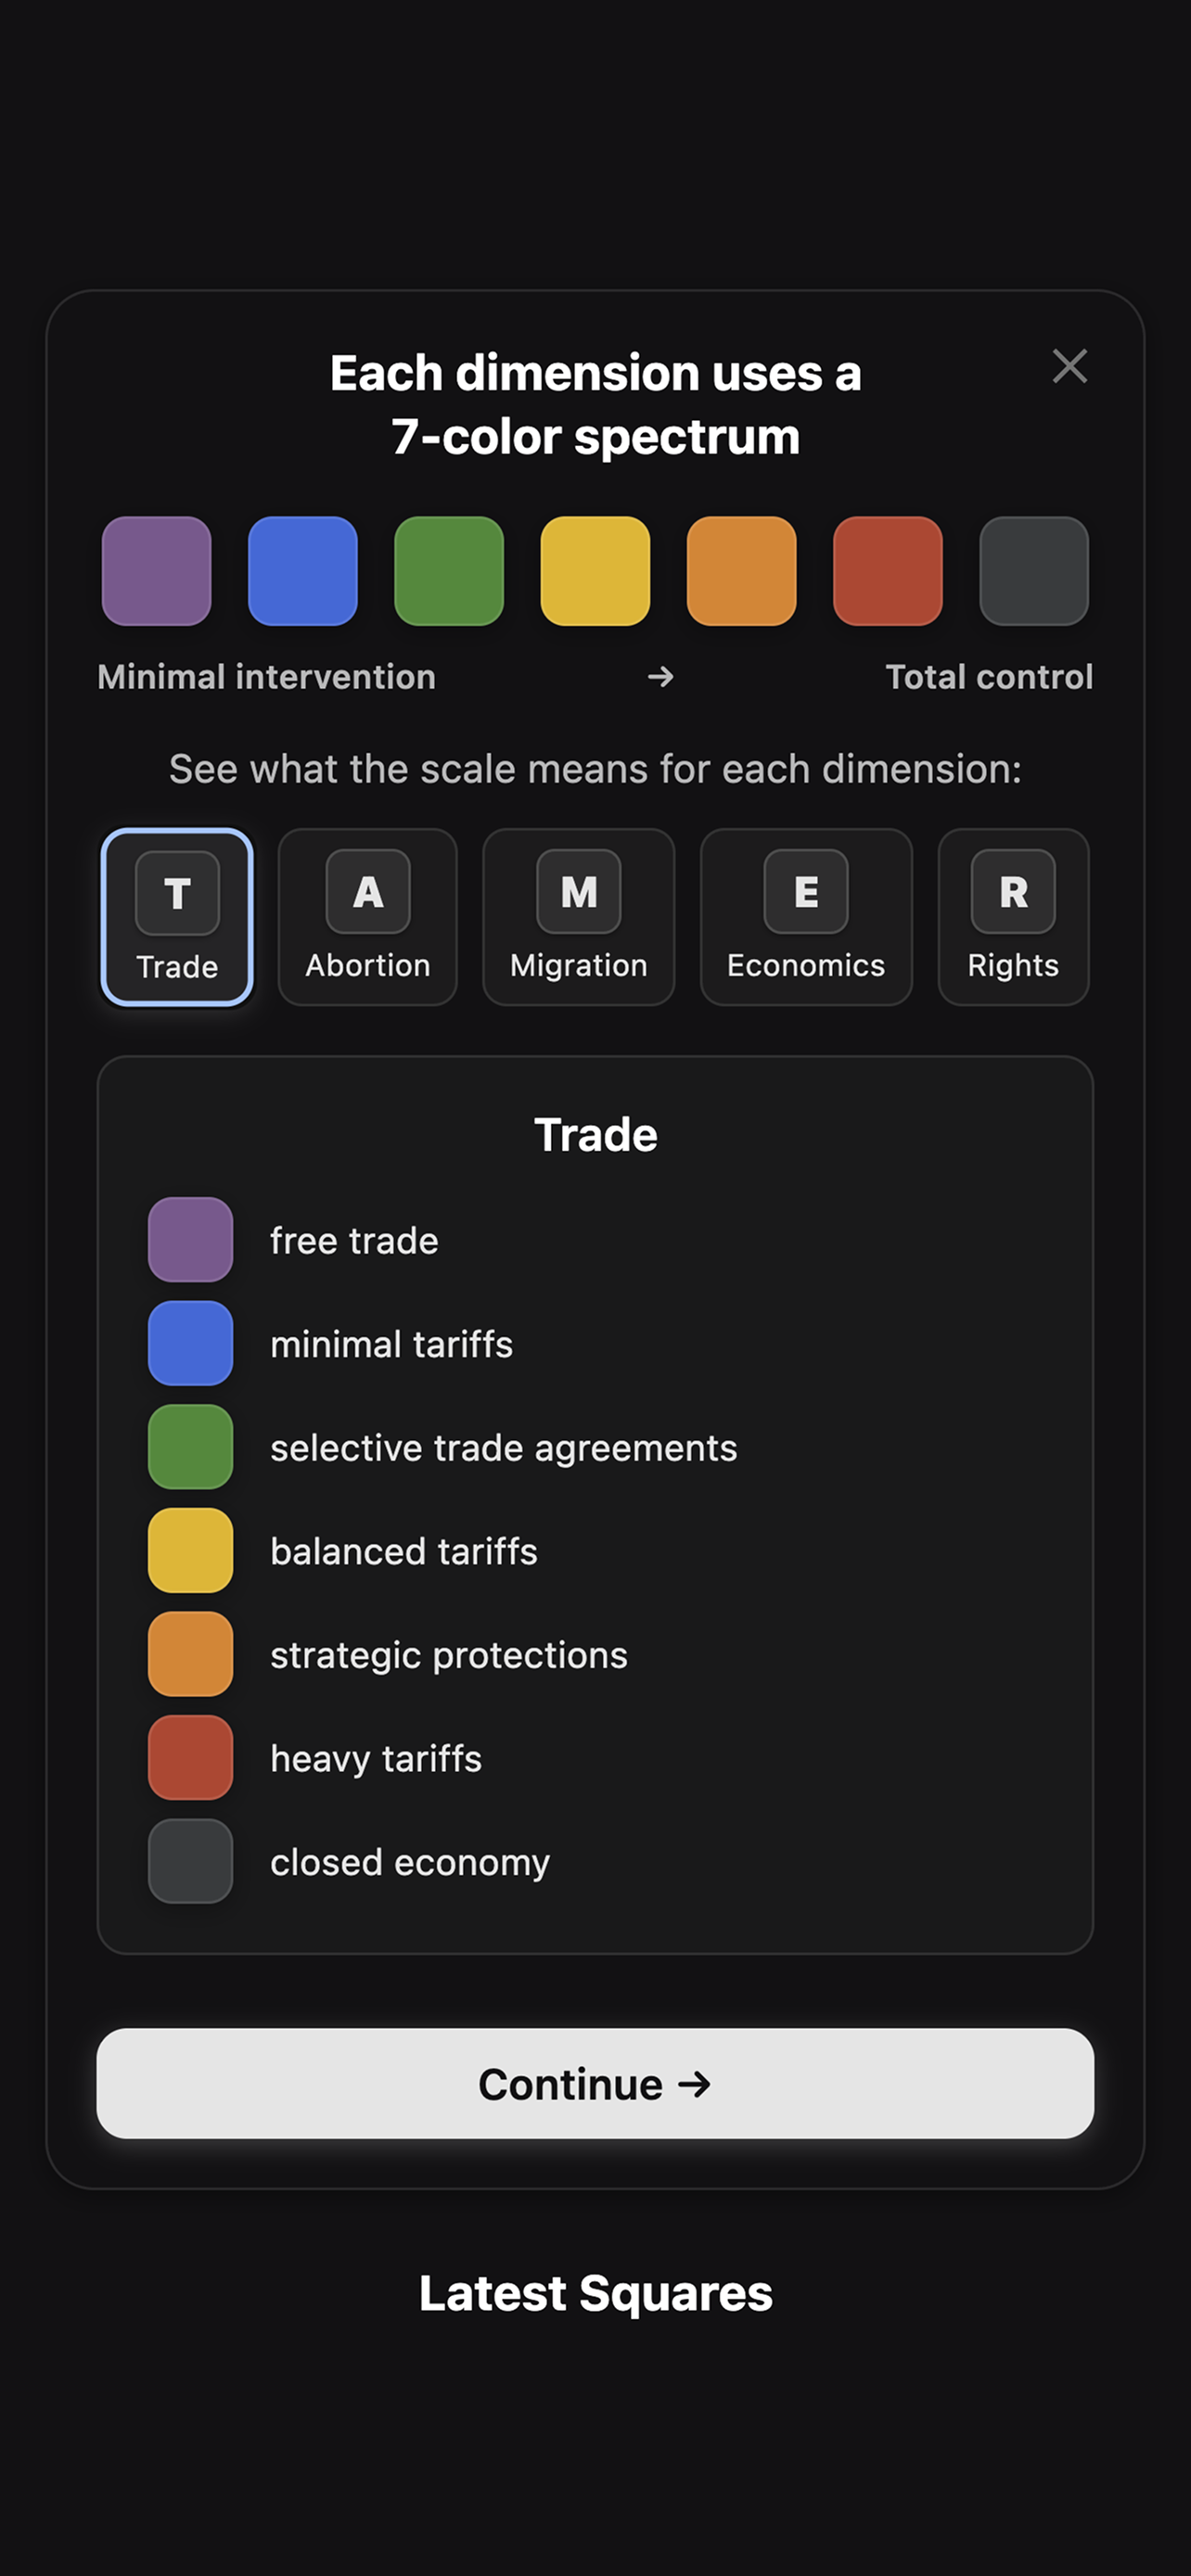 Each dimension uses a
7-color spectrum
Minimal intervention → Total control
See what the scale means for each dimension:
T A M E R
Trade Abortion Migration Economics Rights
Trade
free trade
minimal tariffs
selective trade agreements
balanced tariffs
strategic protections
heavy tariffs
closed economy
Continue →
Latest Squares